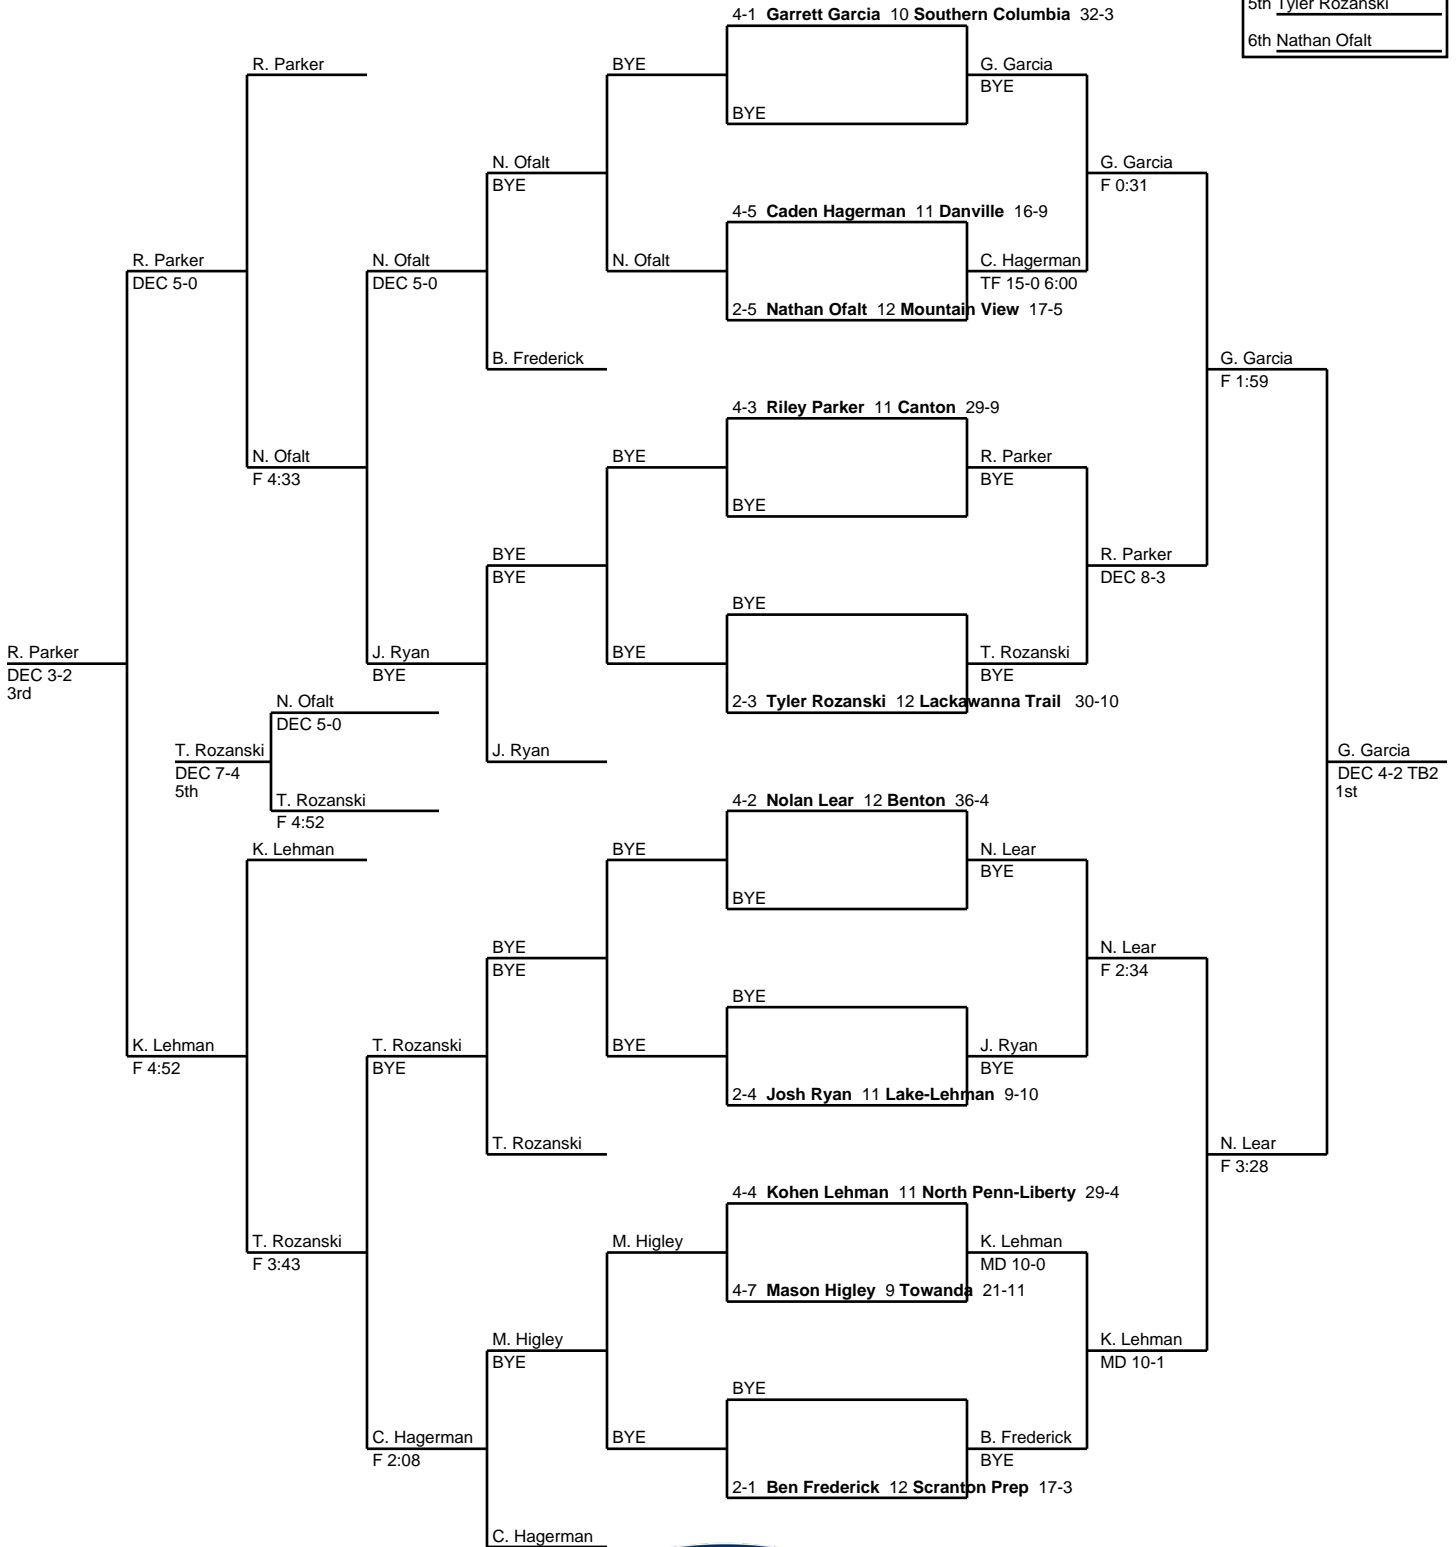 4-1 Garrett Garcia 10 Southern Columbia 32-3
5th Tyler Rozanski
6th Nathan Ofalt
R. Parker
BYE
G. Garcia
BYE
BYE
N. Ofalt
BYE
G. Garcia
F 0:31
4-5 Caden Hagerman 11 Danville 16-9
R. Parker
DEC 5-0
N. Ofalt
DEC 5-0
N. Ofalt
C. Hagerman
TF 15-0 6:00
2-5 Nathan Ofalt 12 Mountain View 17-5
B. Frederick
G. Garcia
F 1:59
4-3 Riley Parker 11 Canton 29-9
N. Ofalt
F 4:33
BYE
R. Parker
BYE
BYE
BYE
BYE
R. Parker
DEC 8-3
BYE
R. Parker
DEC 3-2
3rd
J. Ryan
BYE
BYE
T. Rozanski
BYE
2-3 Tyler Rozanski 12 Lackawanna Trail 30-10
N. Ofalt
DEC 5-0
T. Rozanski
DEC 7-4
5th
J. Ryan
G. Garcia
DEC 4-2 TB2
1st
T. Rozanski
F 4:52
4-2 Nolan Lear 12 Benton 36-4
K. Lehman
BYE
N. Lear
BYE
BYE
BYE
BYE
N. Lear
F 2:34
BYE
K. Lehman
F 4:52
T. Rozanski
BYE
BYE
J. Ryan
BYE
2-4 Josh Ryan 11 Lake-Lehman 9-10
T. Rozanski
N. Lear
F 3:28
4-4 Kohen Lehman 11 North Penn-Liberty 29-4
T. Rozanski
F 3:43
M. Higley
K. Lehman
MD 10-0
4-7 Mason Higley 9 Towanda 21-11
M. Higley
BYE
K. Lehman
MD 10-1
BYE
C. Hagerman
F 2:08
BYE
B. Frederick
BYE
2-1 Ben Frederick 12 Scranton Prep 17-3
C. Hagerman